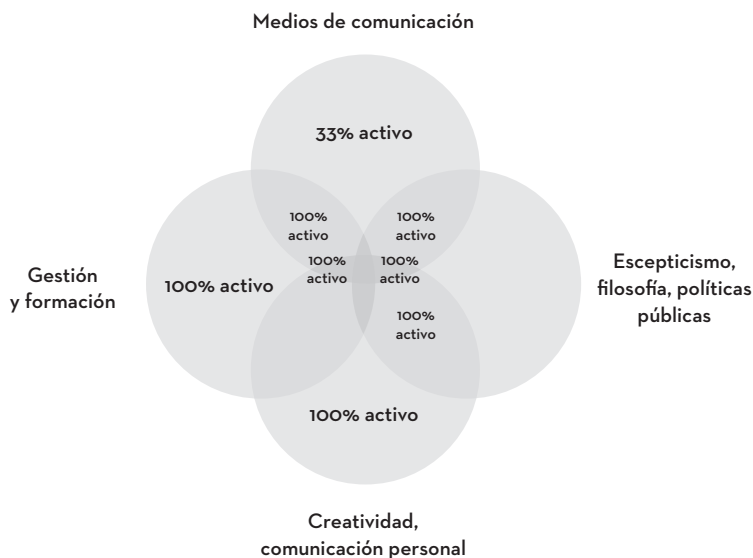 Medios de comunicación
33% activo
100%
activo
100%
activo
100%
activo
100%
activo
Gestión
y formación
100% activo
Escepticismo,
filosofía, políticas
públicas
100%
activo
100% activo
Creatividad,
comunicación personal